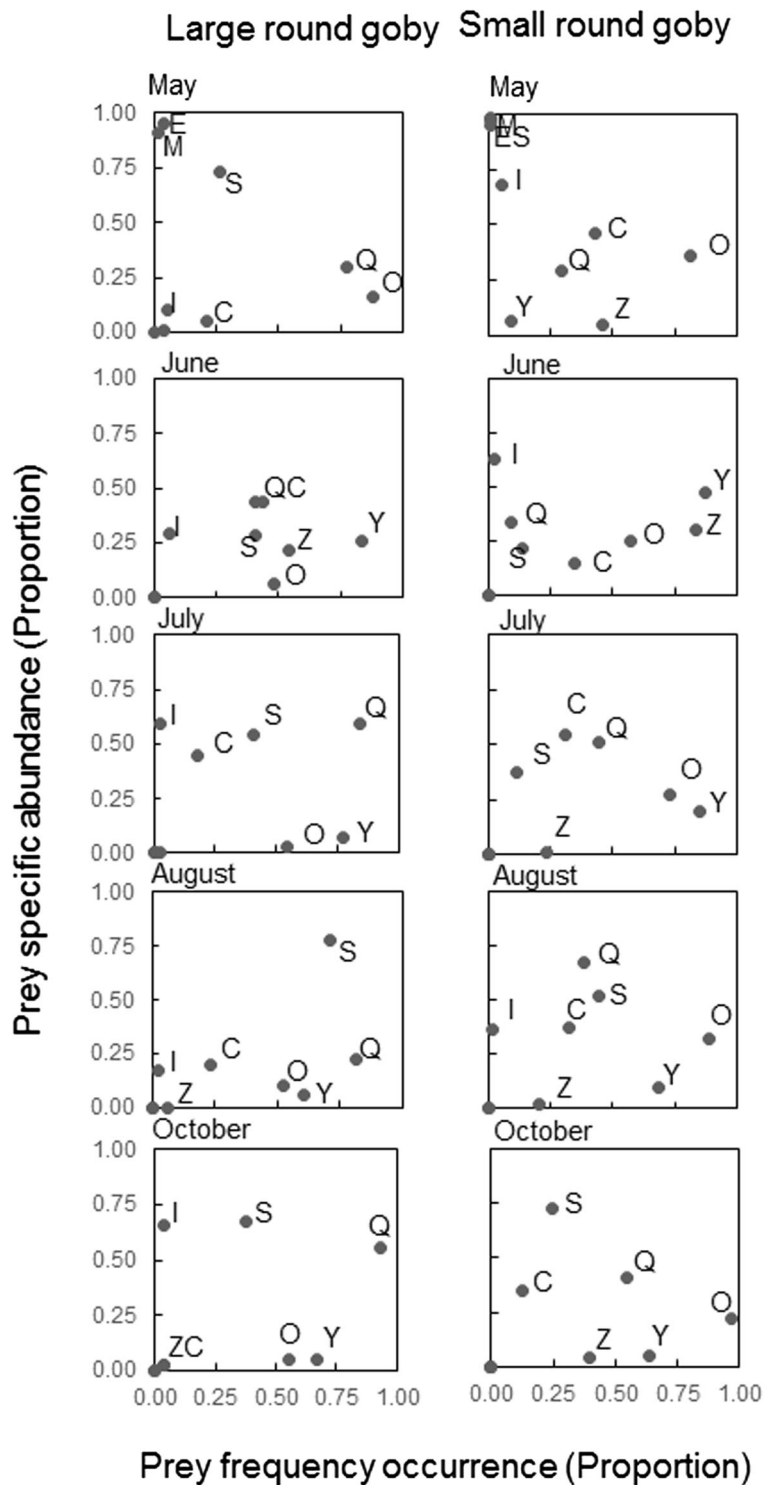 Large round goby Small round goby
May May
1.00 E M
M ES
0.75 S I
0.50 C
Q Q O
0.25 O
I C Y Z
0.00
June June
1.00
0.75 I Y
0.50 QC Q
I Y Z
0.25 S Z S O
O C
0.00
July July
1.00
0.75 C
I S Q Q
0.50 C S
O
0.25 Y
O Y Z
0.00
August August
1.00
0.75 S Q
0.50 S
I C O
0.25 C Q
I O Y
Z Y Z
0.00
October October
1.00
0.75 I S Q S
0.50 Q
C
0.25 O Y O
ZC Z Y
0.00
0.00 0.25 0.50 0.75 1.00 0.00 0.25 0.50 0.75 1.00
Prey specific abundance (Proportion)
Prey frequency occurrence (Proportion)